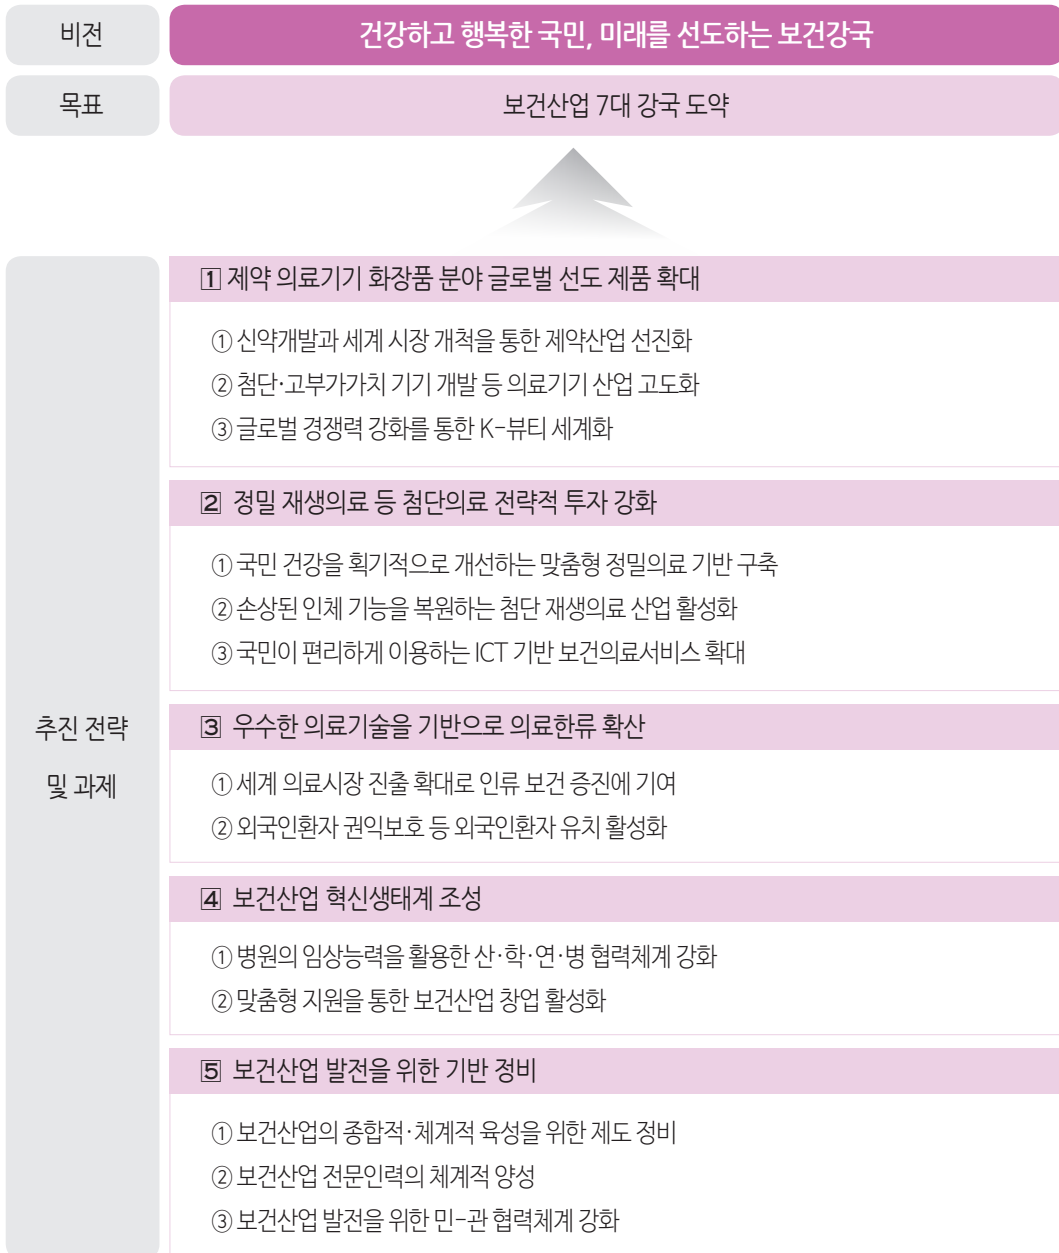 비전
건강하고 행복한 국민, 미래를 선도하는 보건강국
목표
보건산업 7대 강국 도약
추진 전략
및 과제
1 제약 의료기기 화장품 분야 글로벌 선도 제품 확대
① 신약개발과 세계 시장 개척을 통한 제약산업 선진화
② 첨단·고부가가치 기기 개발 등 의료기기 산업 고도화
③ 글로벌 경쟁력 강화를 통한 K-뷰티 세계화
2 정밀 재생의료 등 첨단의료 전략적 투자 강화
① 국민 건강을 획기적으로 개선하는 맞춤형 정밀의료 기반 구축
② 손상된 인체 기능을 복원하는 첨단 재생의료 산업 활성화
③ 국민이 편리하게 이용하는 ICT 기반 보건의료서비스 확대
3 우수한 의료기술을 기반으로 의료한류 확산
① 세계 의료시장 진출 확대로 인류 보건 증진에 기여
② 외국인환자 권익보호 등 외국인환자 유치 활성화
4 보건산업 혁신생태계 조성
① 병원의 임상능력을 활용한 산·학·연·병 협력체계 강화
② 맞춤형 지원을 통한 보건산업 창업 활성화
5 보건산업 발전을 위한 기반 정비
① 보건산업의 종합적·체계적 육성을 위한 제도 정비
② 보건산업 전문인력의 체계적 양성
③ 보건산업 발전을 위한 민-관 협력체계 강화